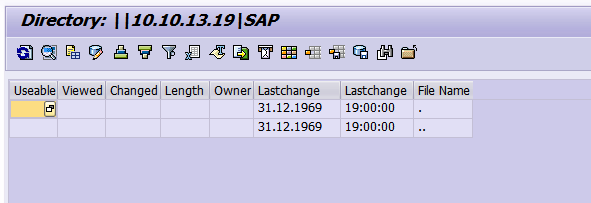 Directory: ||10.10.13.19|SAP
Useable Viewed Changed Length Owner Lastchange Lastchange File Name
31.12.1969 19:00:00 .
31.12.1969 19:00:00 ..